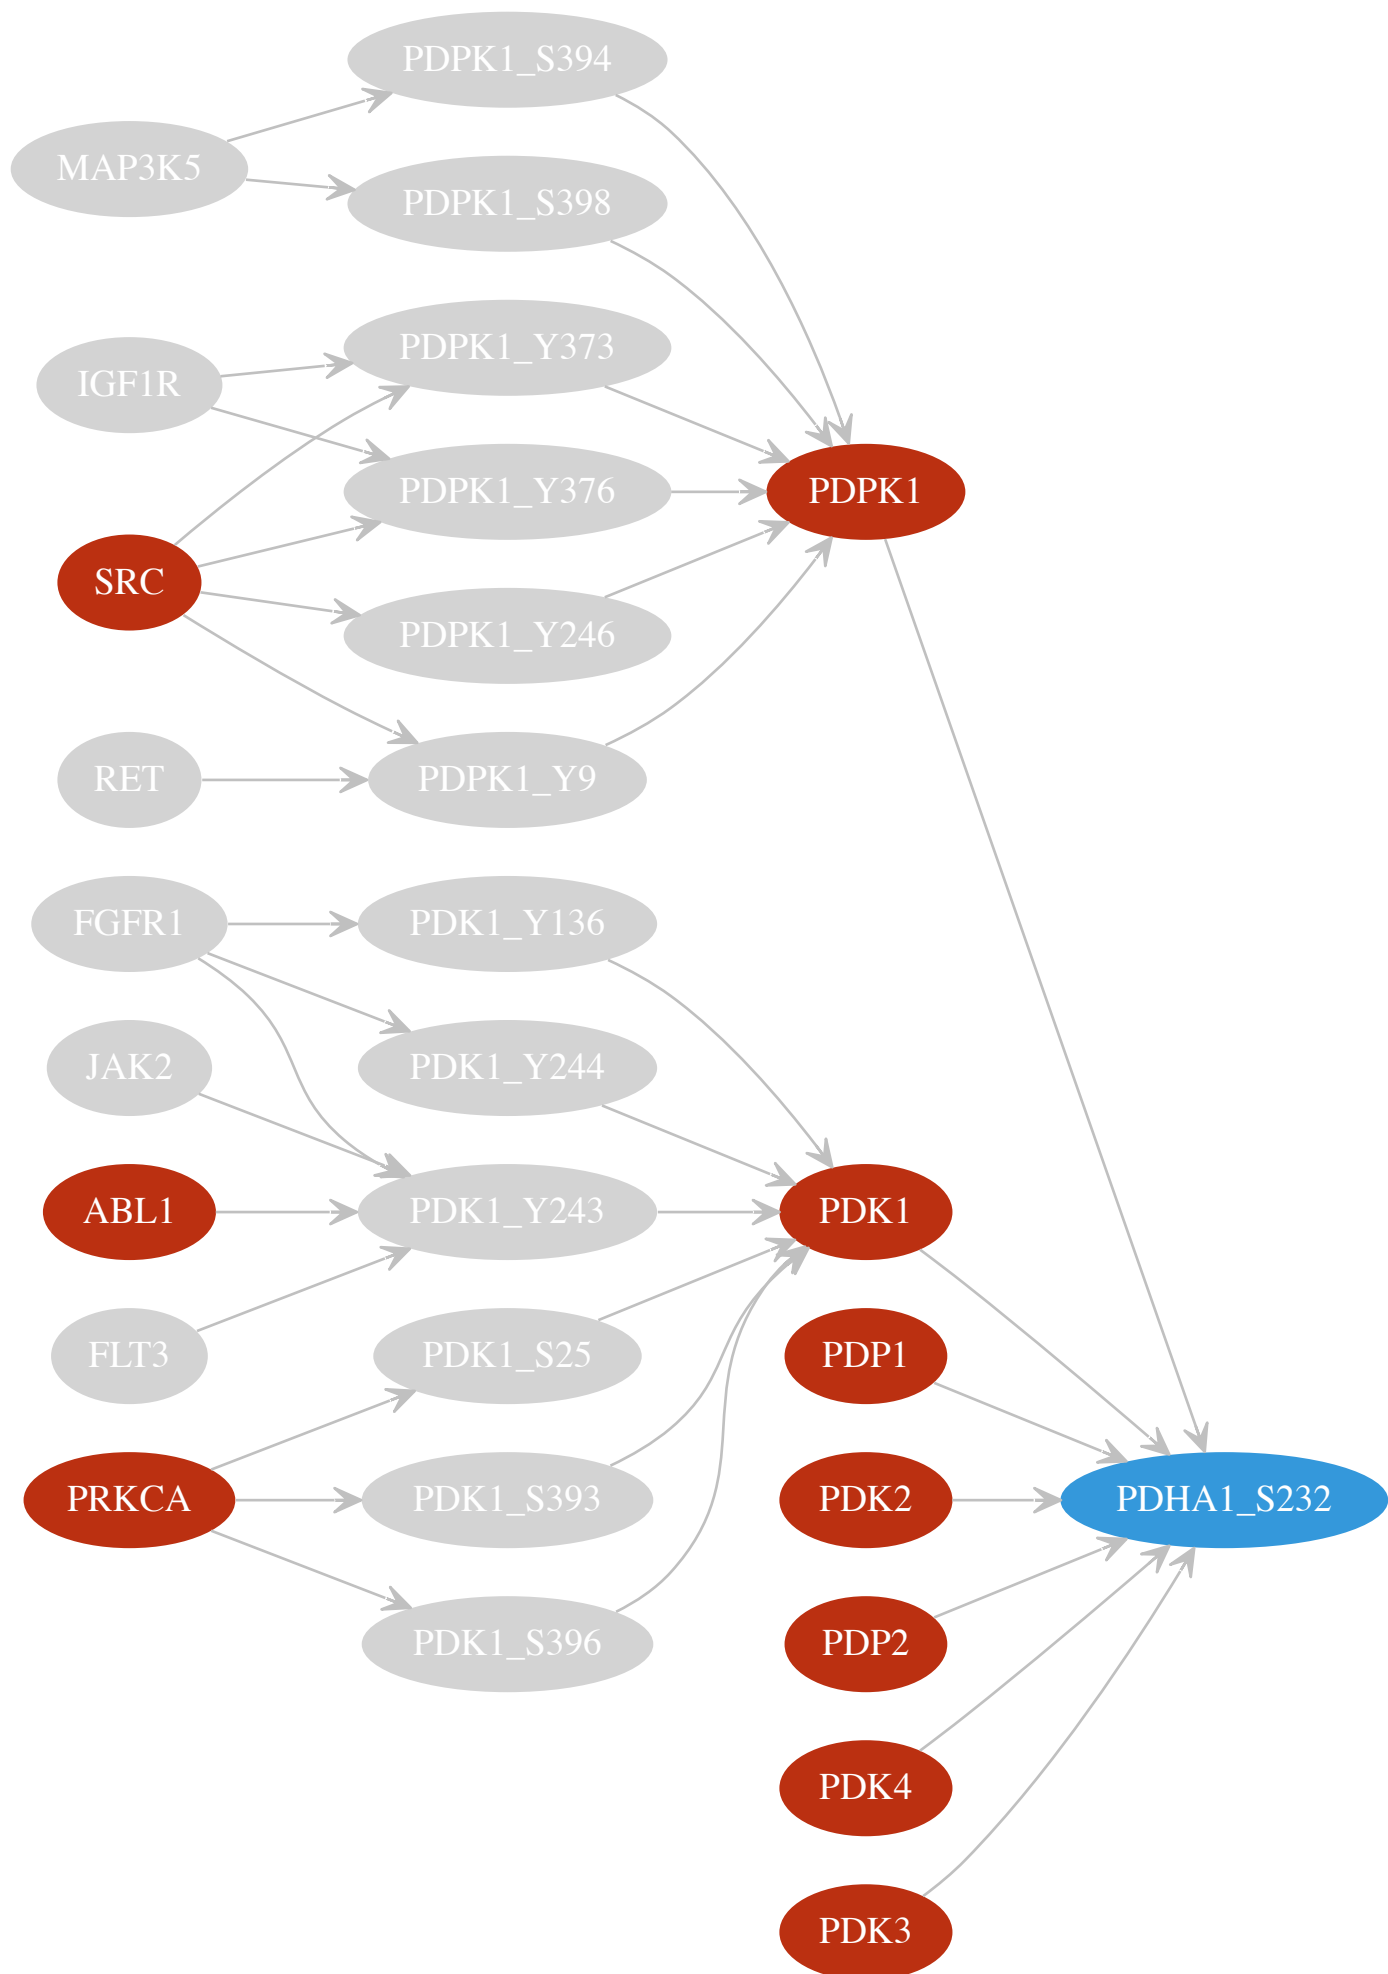 PDPK1_S394
MAP3K5
PDPK1_S398
PDPK1_Y373
IGF1R
PDPK1_Y376
PDPK1
SRC
PDPK1_Y246
RET
PDPK1_Y9
FGFR1
PDK1_Y136
JAK2
PDK1_Y244
ABL1
PDK1_Y243
PDK1
FLT3
PDK1_S25
PDP1
PRKCA
PDK1_S393
PDK2
PDHA1_S232
PDK1_S396
PDP2
PDK4
PDK3